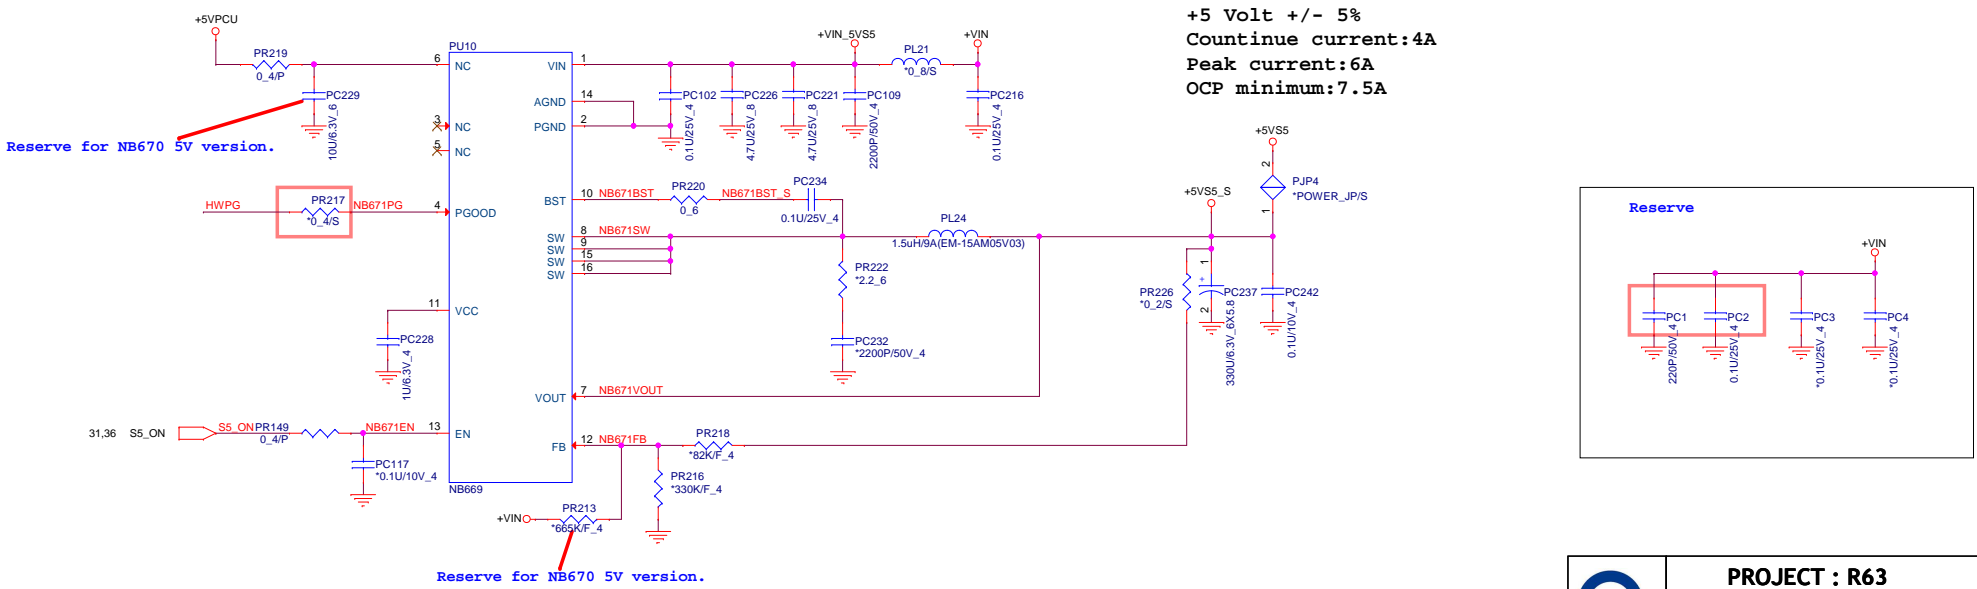 +5 Volt +/- 5%
Countinue current:4A
Peak current:6A
OCP minimum:7.5A
+5VPCU
PR219
0_4/P
PC229
10U/6.3V_6
Reserve for NB670 5V version.
HWPG
PR217
*0_4/S
NB671PG
PC228
1U/6.3V_4
31,36 S5_ON
S5_ON
PR149
0_4/P
NB671EN
PC117
*0.1U/10V_4
PU10
6 NC
3 NC
5 NC
4 PGOOD
11 VCC
13 EN
VIN 1
AGND 14
PGND 2
BST 10
SW 8
SW 9
SW 15
SW 16
VOUT 7
FB 12
NB669
+VIN_5VS5
PL21
*0_8/S
+VIN
PC102
0.1U/25V_4
PC226
4.7U/25V_8
PC221
4.7U/25V_8
PC109
2200P/50V_4
PC216
0.1U/25V_4
NB671BST
PR220
0_6
NB671BST_S
PC234
0.1U/25V_4
NB671SW
PL24
1.5uH/9A(EM-15AM05V03)
PR222
*2.2_6
PC232
*2200P/50V_4
NB671VOUT
NB671FB
PR218
*82K/F_4
PR216
*330K/F_4
+VIN
PR213
*665K/F_4
Reserve for NB670 5V version.
+5VS5_S
PR226
*0_2/S
1
+
2
PC237
330U/6.3V_6X5.8
PC242
0.1U/10V_4
+5VS5
2
PJP4
*POWER_JP/S
1
Reserve
+VIN
PC1
220P/50V_4
PC2
0.1U/25V_4
PC3
*0.1U/25V_4
PC4
*0.1U/25V_4
PROJECT : R63